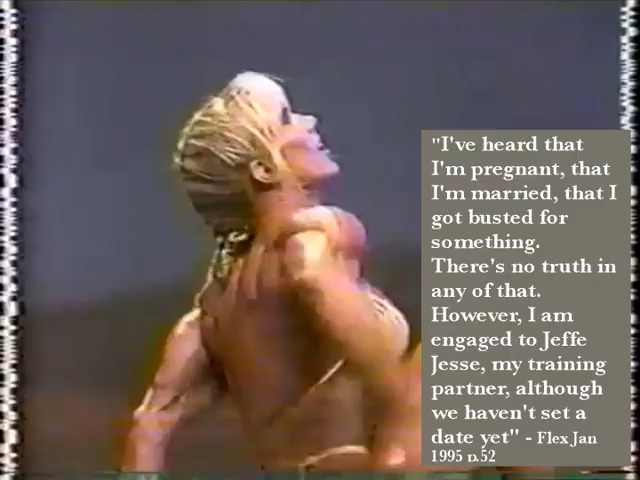 "I've heard that
I'm pregnant, that
I'm married, that I
got busted for
something.
There's no truth in
any of that.
However, I am
engaged to Jeffe
Jesse, my training
partner, although
we haven't set a
date yet" - Flex Jan
1995 p.52